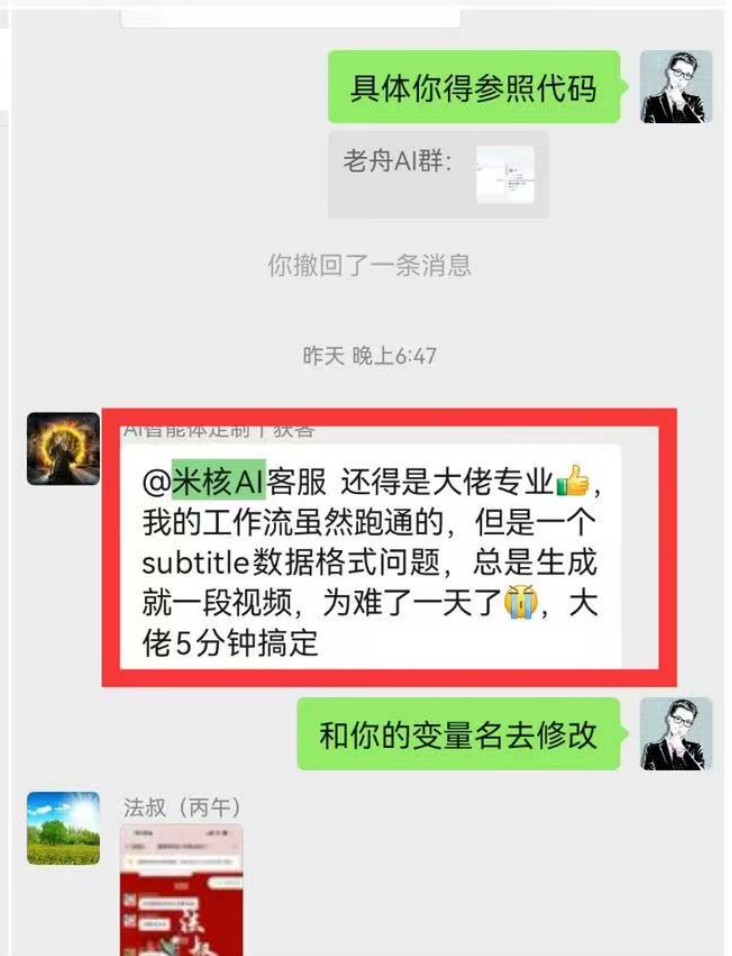 具体你得参照代码
老舟AI群：
你撤回了一条消息
昨天 晚上6:47
AI智能体定制丨获客
@米核AI客服 还得是大佬专业👍，
我的工作流虽然跑通的，但是一个
subtitle数据格式问题，总是生成
就一段视频，为难了一天了😭，大
佬5分钟搞定
和你的变量名去修改
法叔（丙午）
法叔